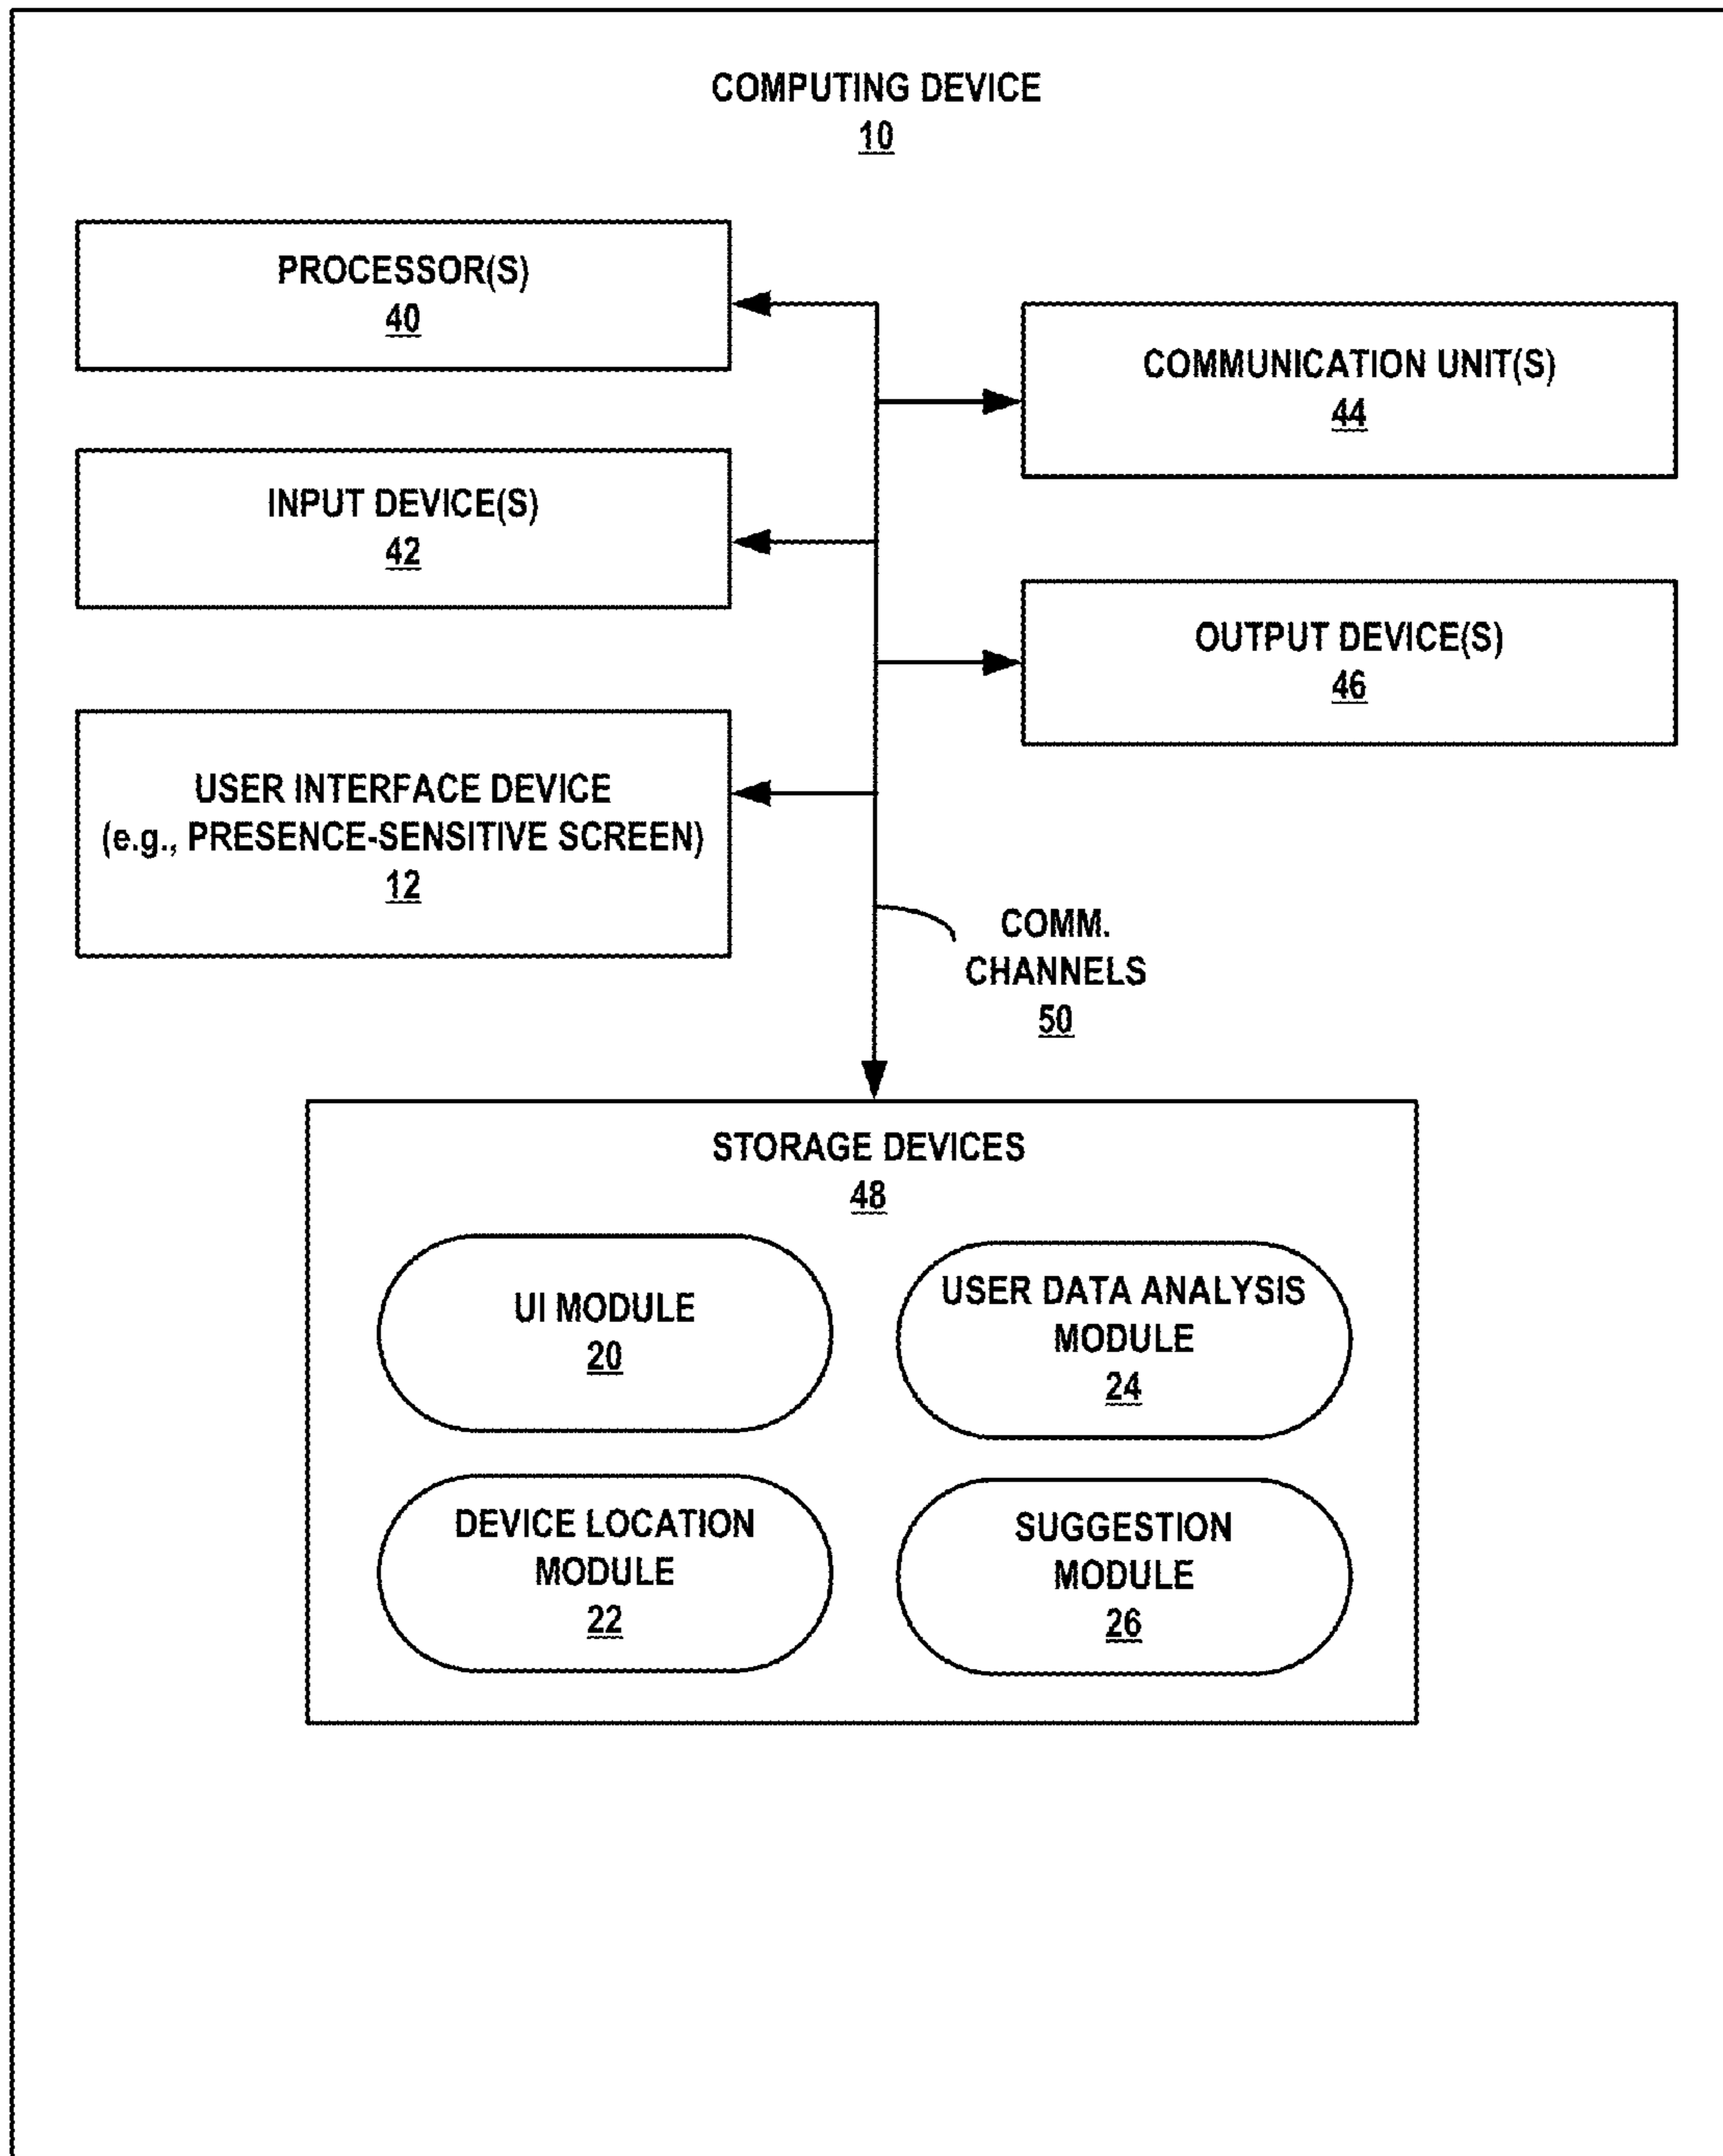 COMPUTING DEVICE
10
PROCESSOR(S)
40
COMMUNICATION UNIT(S)
44
INPUT DEVICE(S)
42
OUTPUT DEVICE(S)
46
USER INTERFACE DEVICE
(e.g., PRESENCE-SENSITIVE SCREEN)
12
COMM.
CHANNELS
50
STORAGE DEVICES
48
UI MODULE
20
USER DATA ANALYSIS
MODULE
24
DEVICE LOCATION
MODULE
22
SUGGESTION
MODULE
26